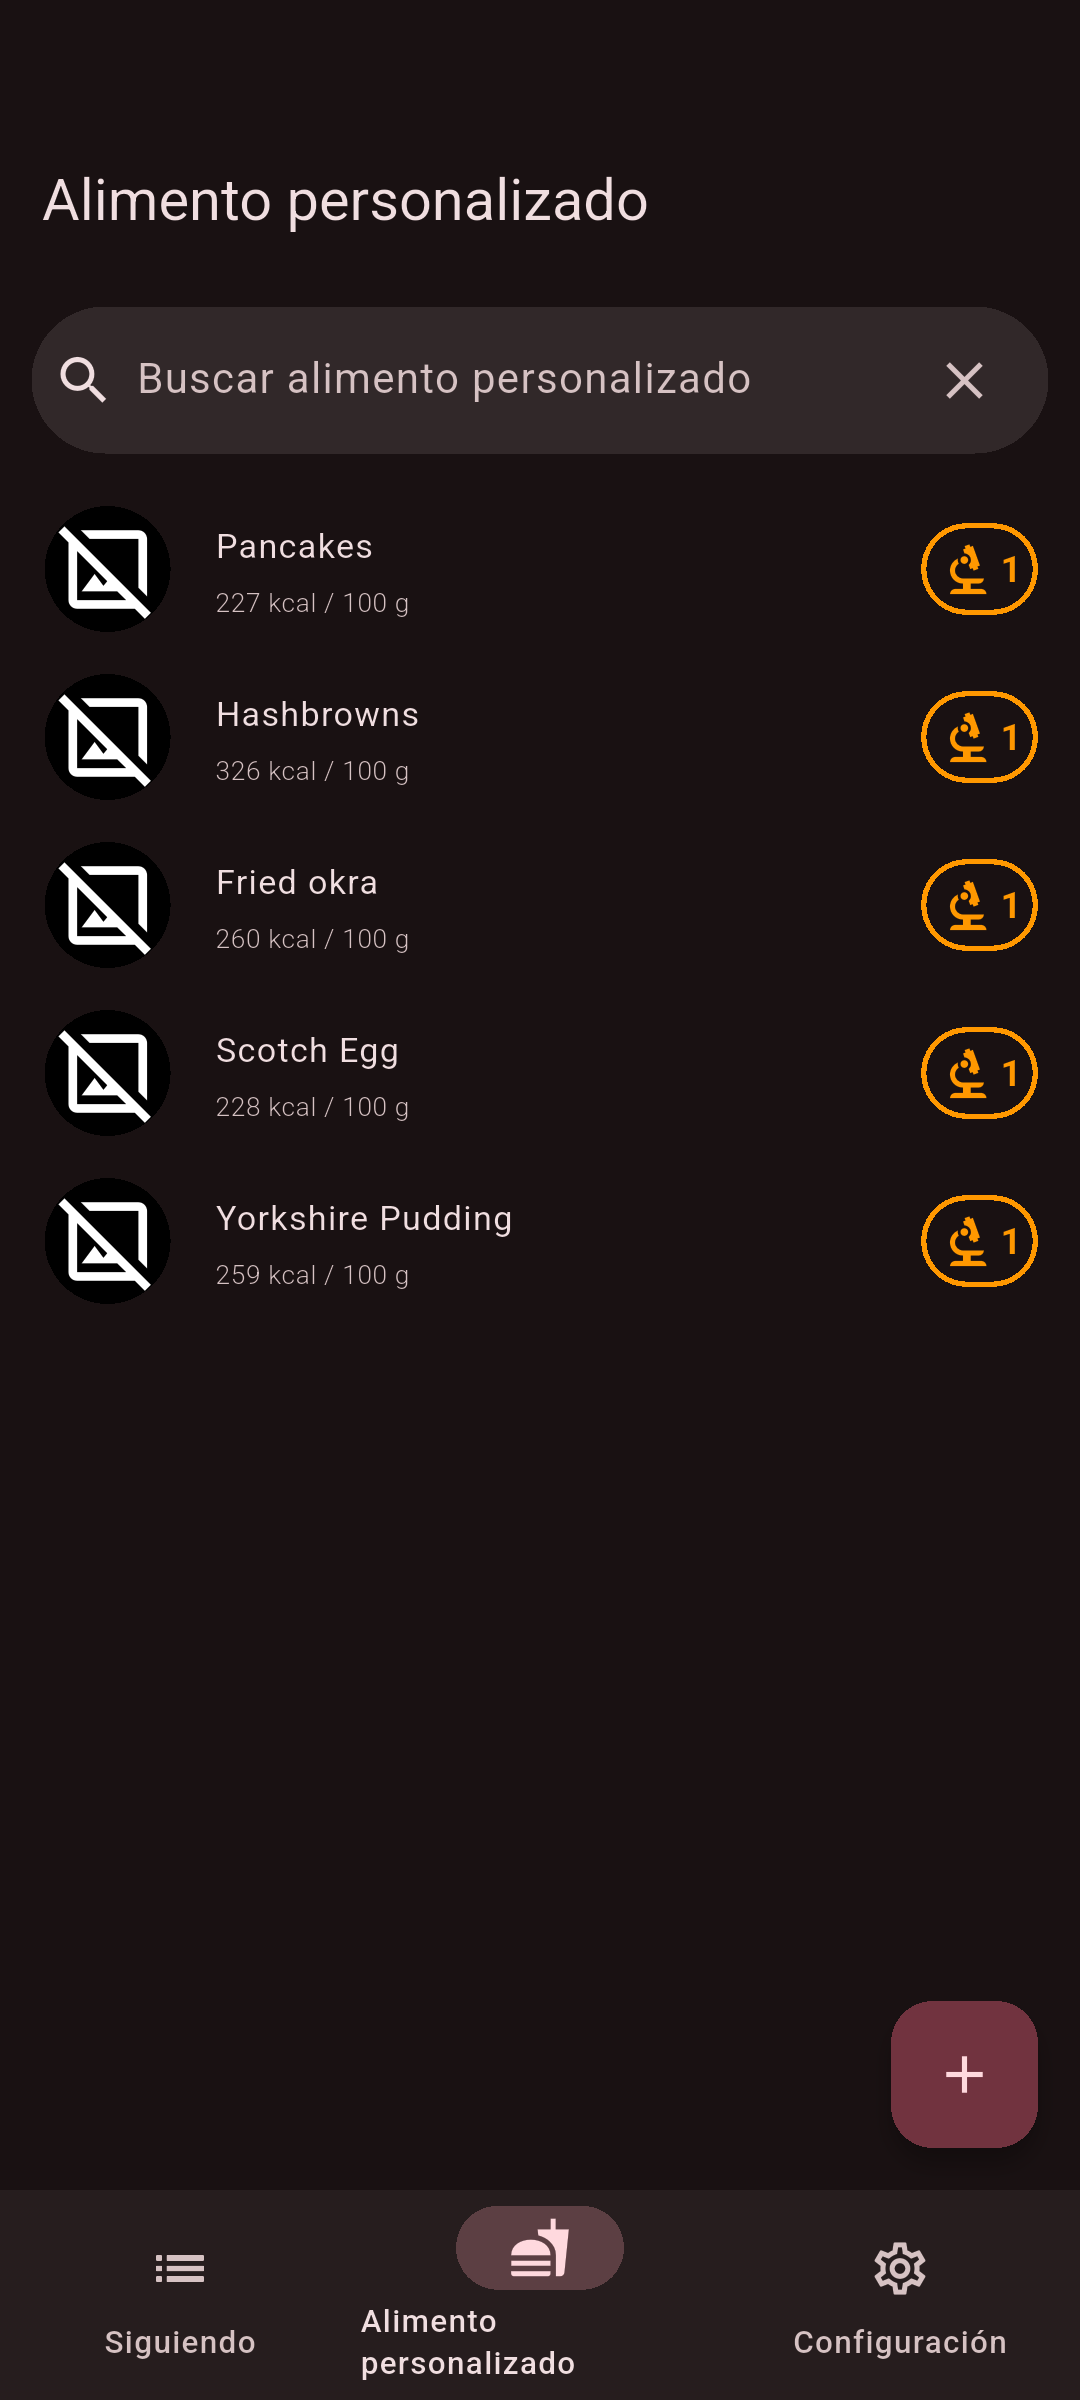 Alimento personalizado
Buscar alimento personalizado
Pancakes
227 kcal / 100 g
1
Hashbrowns
326 kcal / 100 g
1
Fried okra
260 kcal / 100 g
1
Scotch Egg
228 kcal / 100 g
1
Yorkshire Pudding
259 kcal / 100 g
1
Siguiendo
Alimento
personalizado
Configuración